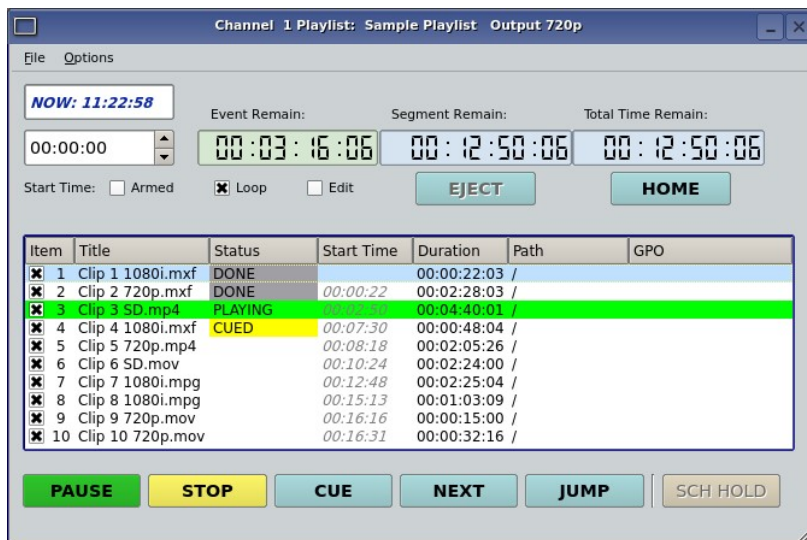 Channel 1 Playlist: Sample Playlist Output 720p
File Options
NOW: 11:22:58
Event Remain: Segment Remain: Total Time Remain:
00:00:00 00:03:16:06 00:12:50:06 00:12:50:06
Start Time: Armed Loop Edit EJECT HOME
Item Title Status Start Time Duration Path GPO
1 Clip 1 1080i.mxf DONE 00:00:22:03 /
2 Clip 2 720p.mxf DONE 00:00:22 00:02:28:03 /
3 Clip 3 SD.mp4 PLAYING 00:02:50 00:04:40:01 /
4 Clip 4 1080i.mxf CUED 00:07:30 00:00:48:04 /
5 Clip 5 720p.mp4 00:08:18 00:02:05:26 /
6 Clip 6 SD.mov 00:10:24 00:02:24:00 /
7 Clip 7 1080i.mpg 00:12:48 00:02:25:04 /
8 Clip 8 1080i.mpg 00:15:13 00:01:03:09 /
9 Clip 9 720p.mov 00:16:16 00:00:15:00 /
10 Clip 10 720p.mov 00:16:31 00:00:32:16 /
PAUSE STOP CUE NEXT JUMP SCH HOLD